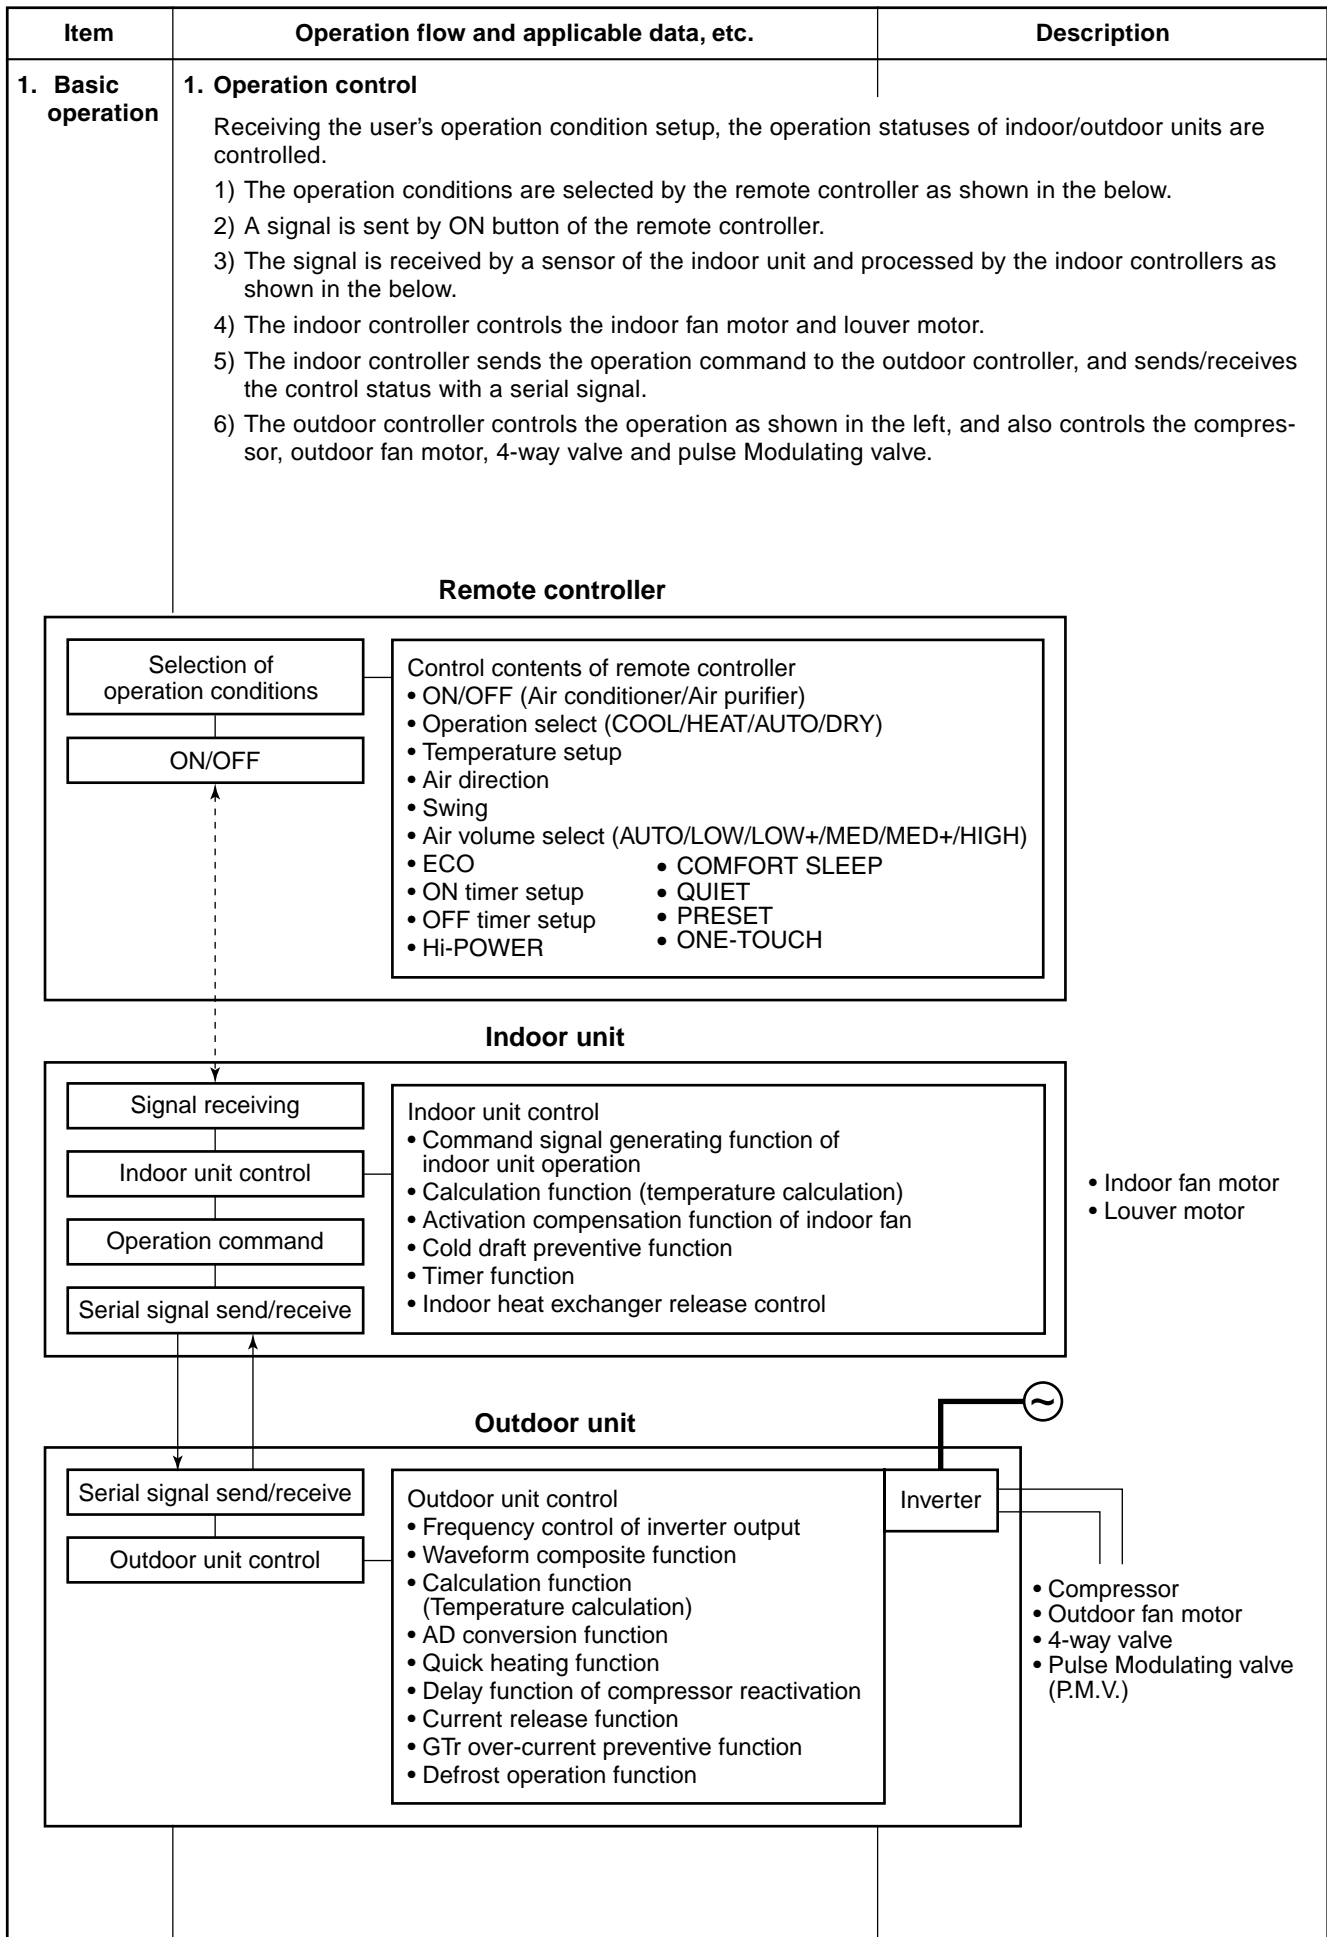 Item
Operation flow and applicable data, etc.
Description
1. Basic
operation
1. Operation control
Receiving the user's operation condition setup, the operation statuses of indoor/outdoor units are
controlled.
1) The operation conditions are selected by the remote controller as shown in the below.
2) A signal is sent by ON button of the remote controller.
3) The signal is received by a sensor of the indoor unit and processed by the indoor controllers as
shown in the below.
4) The indoor controller controls the indoor fan motor and louver motor.
5) The indoor controller sends the operation command to the outdoor controller, and sends/receives
the control status with a serial signal.
6) The outdoor controller controls the operation as shown in the left, and also controls the compres-
sor, outdoor fan motor, 4-way valve and pulse Modulating valve.
Remote controller
Selection of
operation conditions
ON/OFF
Control contents of remote controller
• ON/OFF (Air conditioner/Air purifier)
• Operation select (COOL/HEAT/AUTO/DRY)
• Temperature setup
• Air direction
• Swing
• Air volume select (AUTO/LOW/LOW+/MED/MED+/HIGH)
• ECO
• ON timer setup
• OFF timer setup
• Hi-POWER
• COMFORT SLEEP
• QUIET
• PRESET
• ONE-TOUCH
Indoor unit
Signal receiving
Indoor unit control
Operation command
Serial signal send/receive
Indoor unit control
• Command signal generating function of
indoor unit operation
• Calculation function (temperature calculation)
• Activation compensation function of indoor fan
• Cold draft preventive function
• Timer function
• Indoor heat exchanger release control
• Indoor fan motor
• Louver motor
~
Outdoor unit
Serial signal send/receive
Outdoor unit control
Outdoor unit control
• Frequency control of inverter output
• Waveform composite function
• Calculation function
(Temperature calculation)
• AD conversion function
• Quick heating function
• Delay function of compressor reactivation
• Current release function
• GTr over-current preventive function
• Defrost operation function
Inverter
• Compressor
• Outdoor fan motor
• 4-way valve
• Pulse Modulating valve
(P.M.V.)